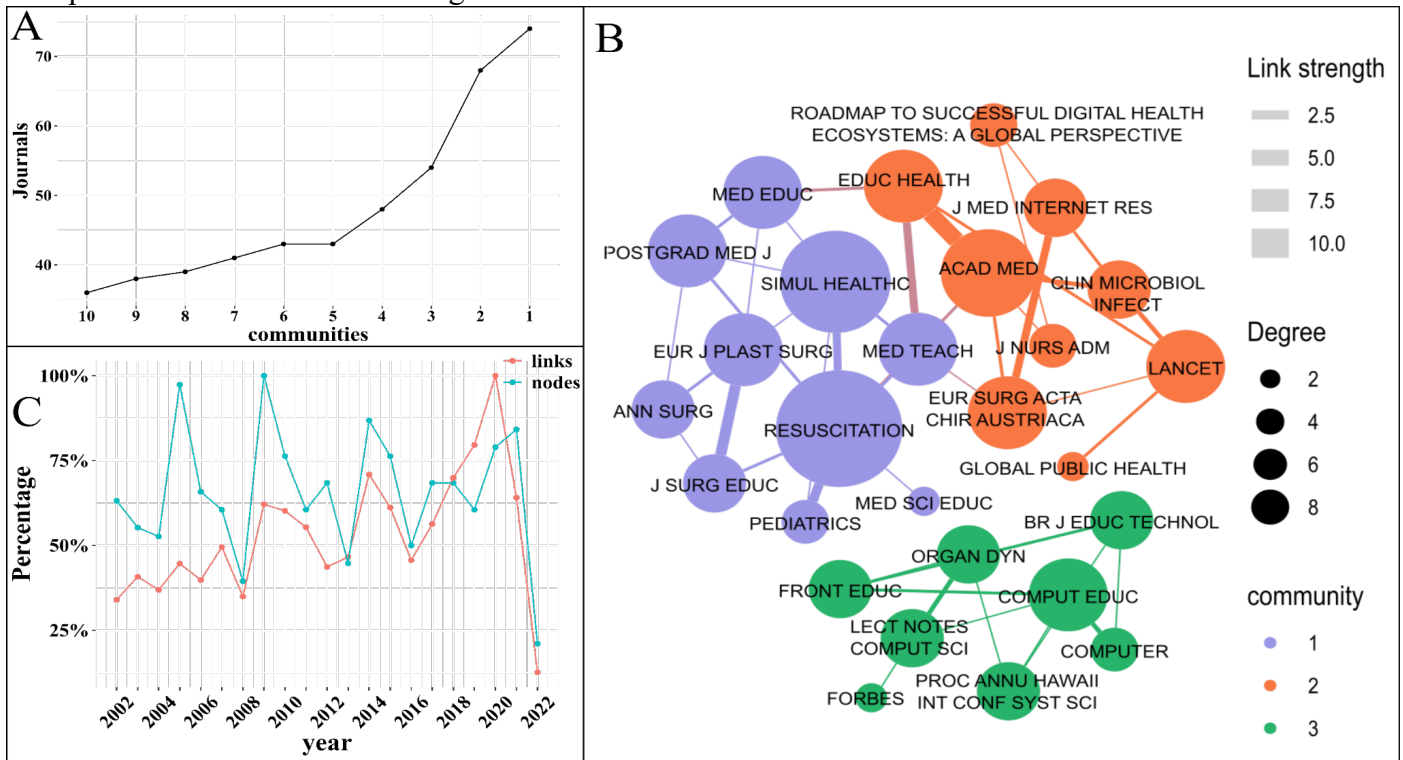 A
70
60
50
40
Journals
10 9 8 7 6 5 4 3 2 1
communities
B
ROADMAP TO SUCCESSFUL DIGITAL HEALTH
ECOSYSTEMS: A GLOBAL PERSPECTIVE
MED EDUC
EDUC HEALTH
J MED INTERNET RES
POSTGRAD MED J
SIMUL HEALTHC
ACAD MED
CLIN MICROBIOL
INFECT
EUR J PLAST SURG
MED TEACH
J NURS ADM
LANCET
ANN SURG
EUR SURG ACTA
CHIR AUSTRIACA
RESUSCITATION
GLOBAL PUBLIC HEALTH
J SURG EDUC
MED SCI EDUC
PEDIATRICS
BR J EDUC TECHNOL
ORGAN DYN
FRONT EDUC
COMPUT EDUC
LECT NOTES
COMPUT SCI
COMPUTER
PROC ANNU HAWAII
INT CONF SYST SCI
FORBES
Link strength
2.5
5.0
7.5
10.0
Degree
2
4
6
8
community
1
2
3
C
links
nodes
100%
75%
50%
25%
Percentage
2002 2004 2006 2008 2010 2012 2014 2016 2018 2020 2022
year